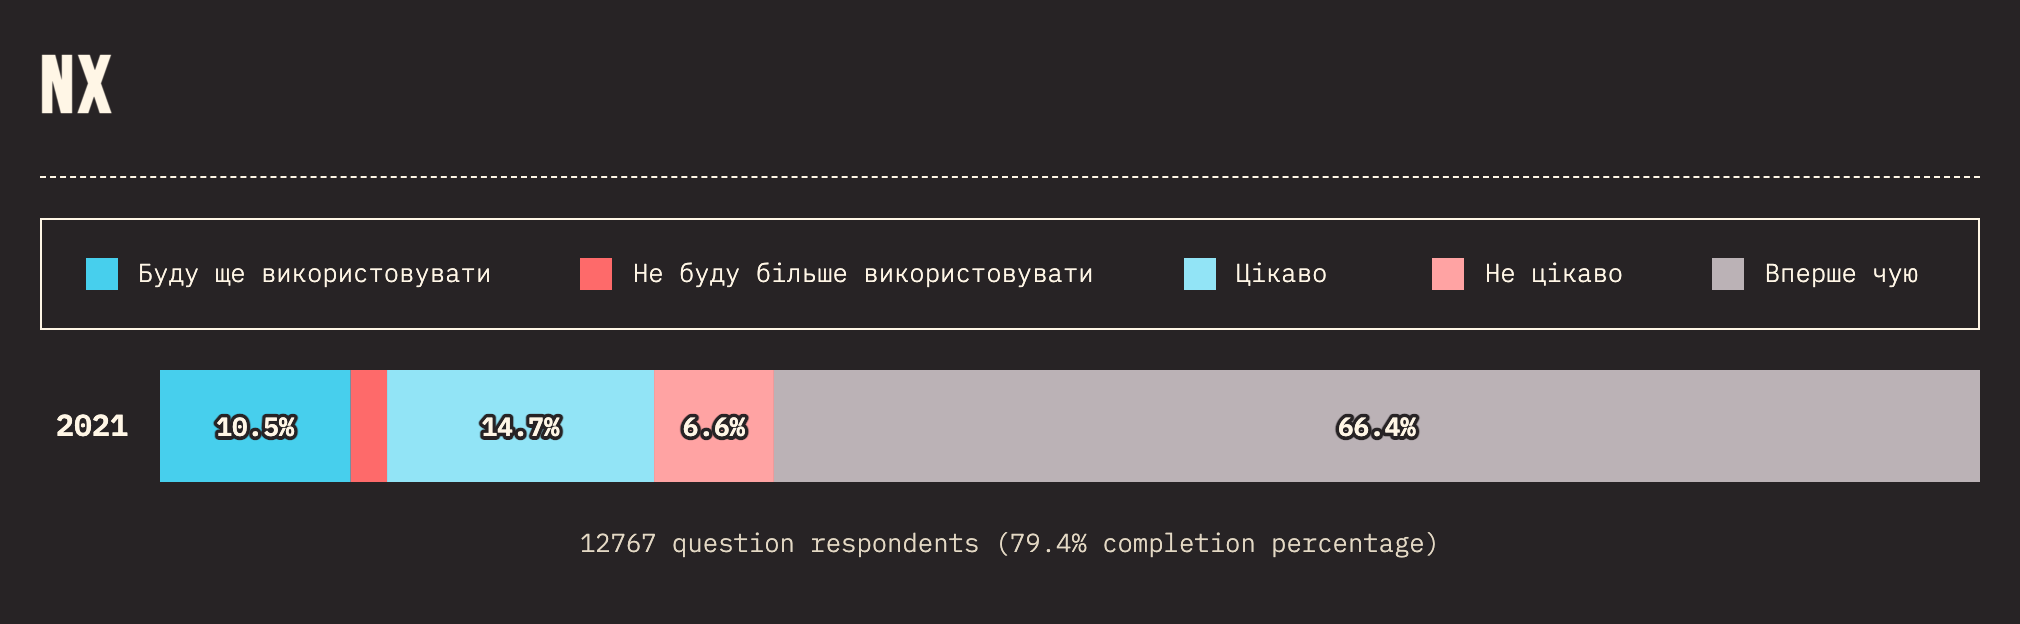 NX
Буду ще використовувати Не буду більше використовувати Цікаво Не цікаво Вперше чую
2021 10.5% 14.7% 6.6% 66.4%
12767 question respondents (79.4% completion percentage)